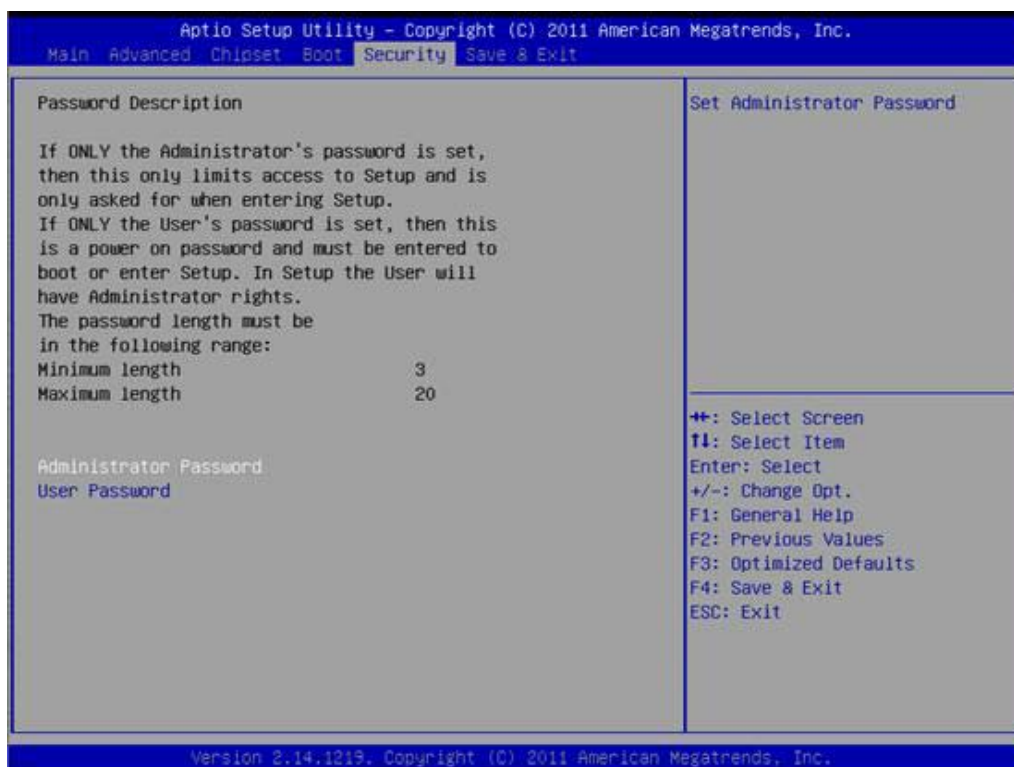 Aptio Setup Utility – Copyright (C) 2011 American Megatrends, Inc.
Main Advanced Chipset Boot Security Save & Exit
Password Description
If ONLY the Administrator's password is set,
then this only limits access to Setup and is
only asked for when entering Setup.
If ONLY the User's password is set, then this
is a power on password and must be entered to
boot or enter Setup. In Setup the User will
have Administrator rights.
The password length must be
in the following range:
Minimum length 3
Maximum length 20
Administrator Password
User Password
Set Administrator Password
→←: Select Screen
↑↓: Select Item
Enter: Select
+/-: Change Opt.
F1: General Help
F2: Previous Values
F3: Optimized Defaults
F4: Save & Exit
ESC: Exit
Version 2.14.1219. Copyright (C) 2011 American Megatrends, Inc.